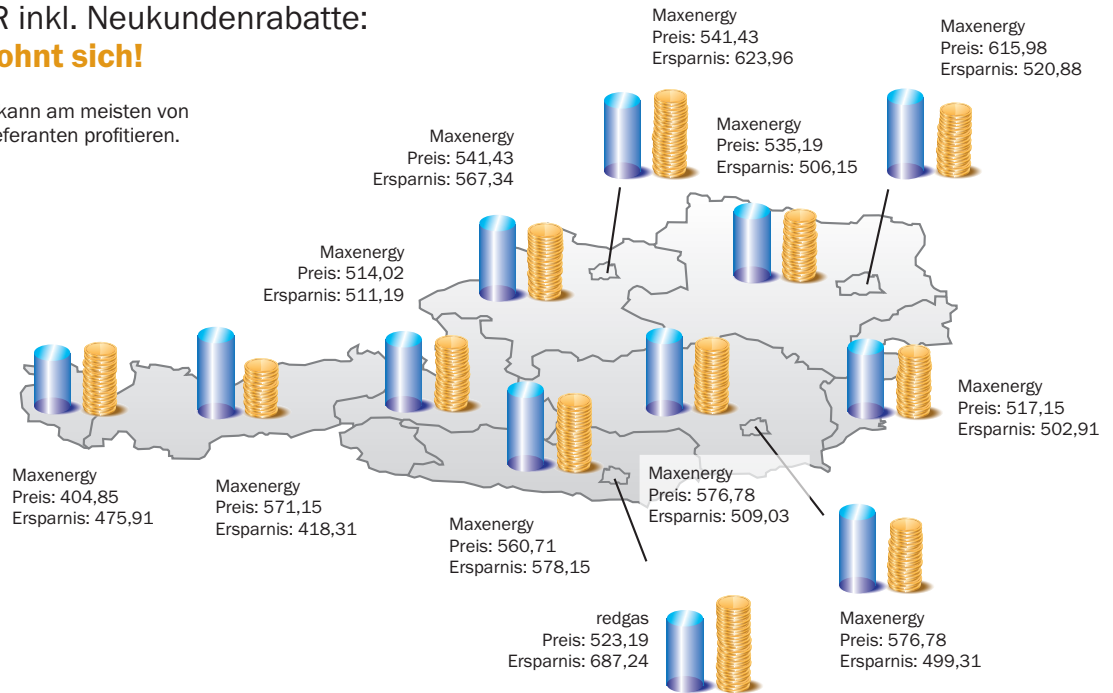 R inkl. Neukundenrabatte:
ohnt sich!
kann am meisten von
eferanten profitieren.
Maxenergy
Preis: 541,43
Ersparnis: 623,96
Maxenergy
Preis: 615,98
Ersparnis: 520,88
Maxenergy
Preis: 541,43
Ersparnis: 567,34
Maxenergy
Preis: 535,19
Ersparnis: 506,15
Maxenergy
Preis: 514,02
Ersparnis: 511,19
Maxenergy
Preis: 517,15
Ersparnis: 502,91
Maxenergy
Preis: 404,85
Ersparnis: 475,91
Maxenergy
Preis: 571,15
Ersparnis: 418,31
Maxenergy
Preis: 560,71
Ersparnis: 578,15
Maxenergy
Preis: 576,78
Ersparnis: 509,03
redgas
Preis: 523,19
Ersparnis: 687,24
Maxenergy
Preis: 576,78
Ersparnis: 499,31